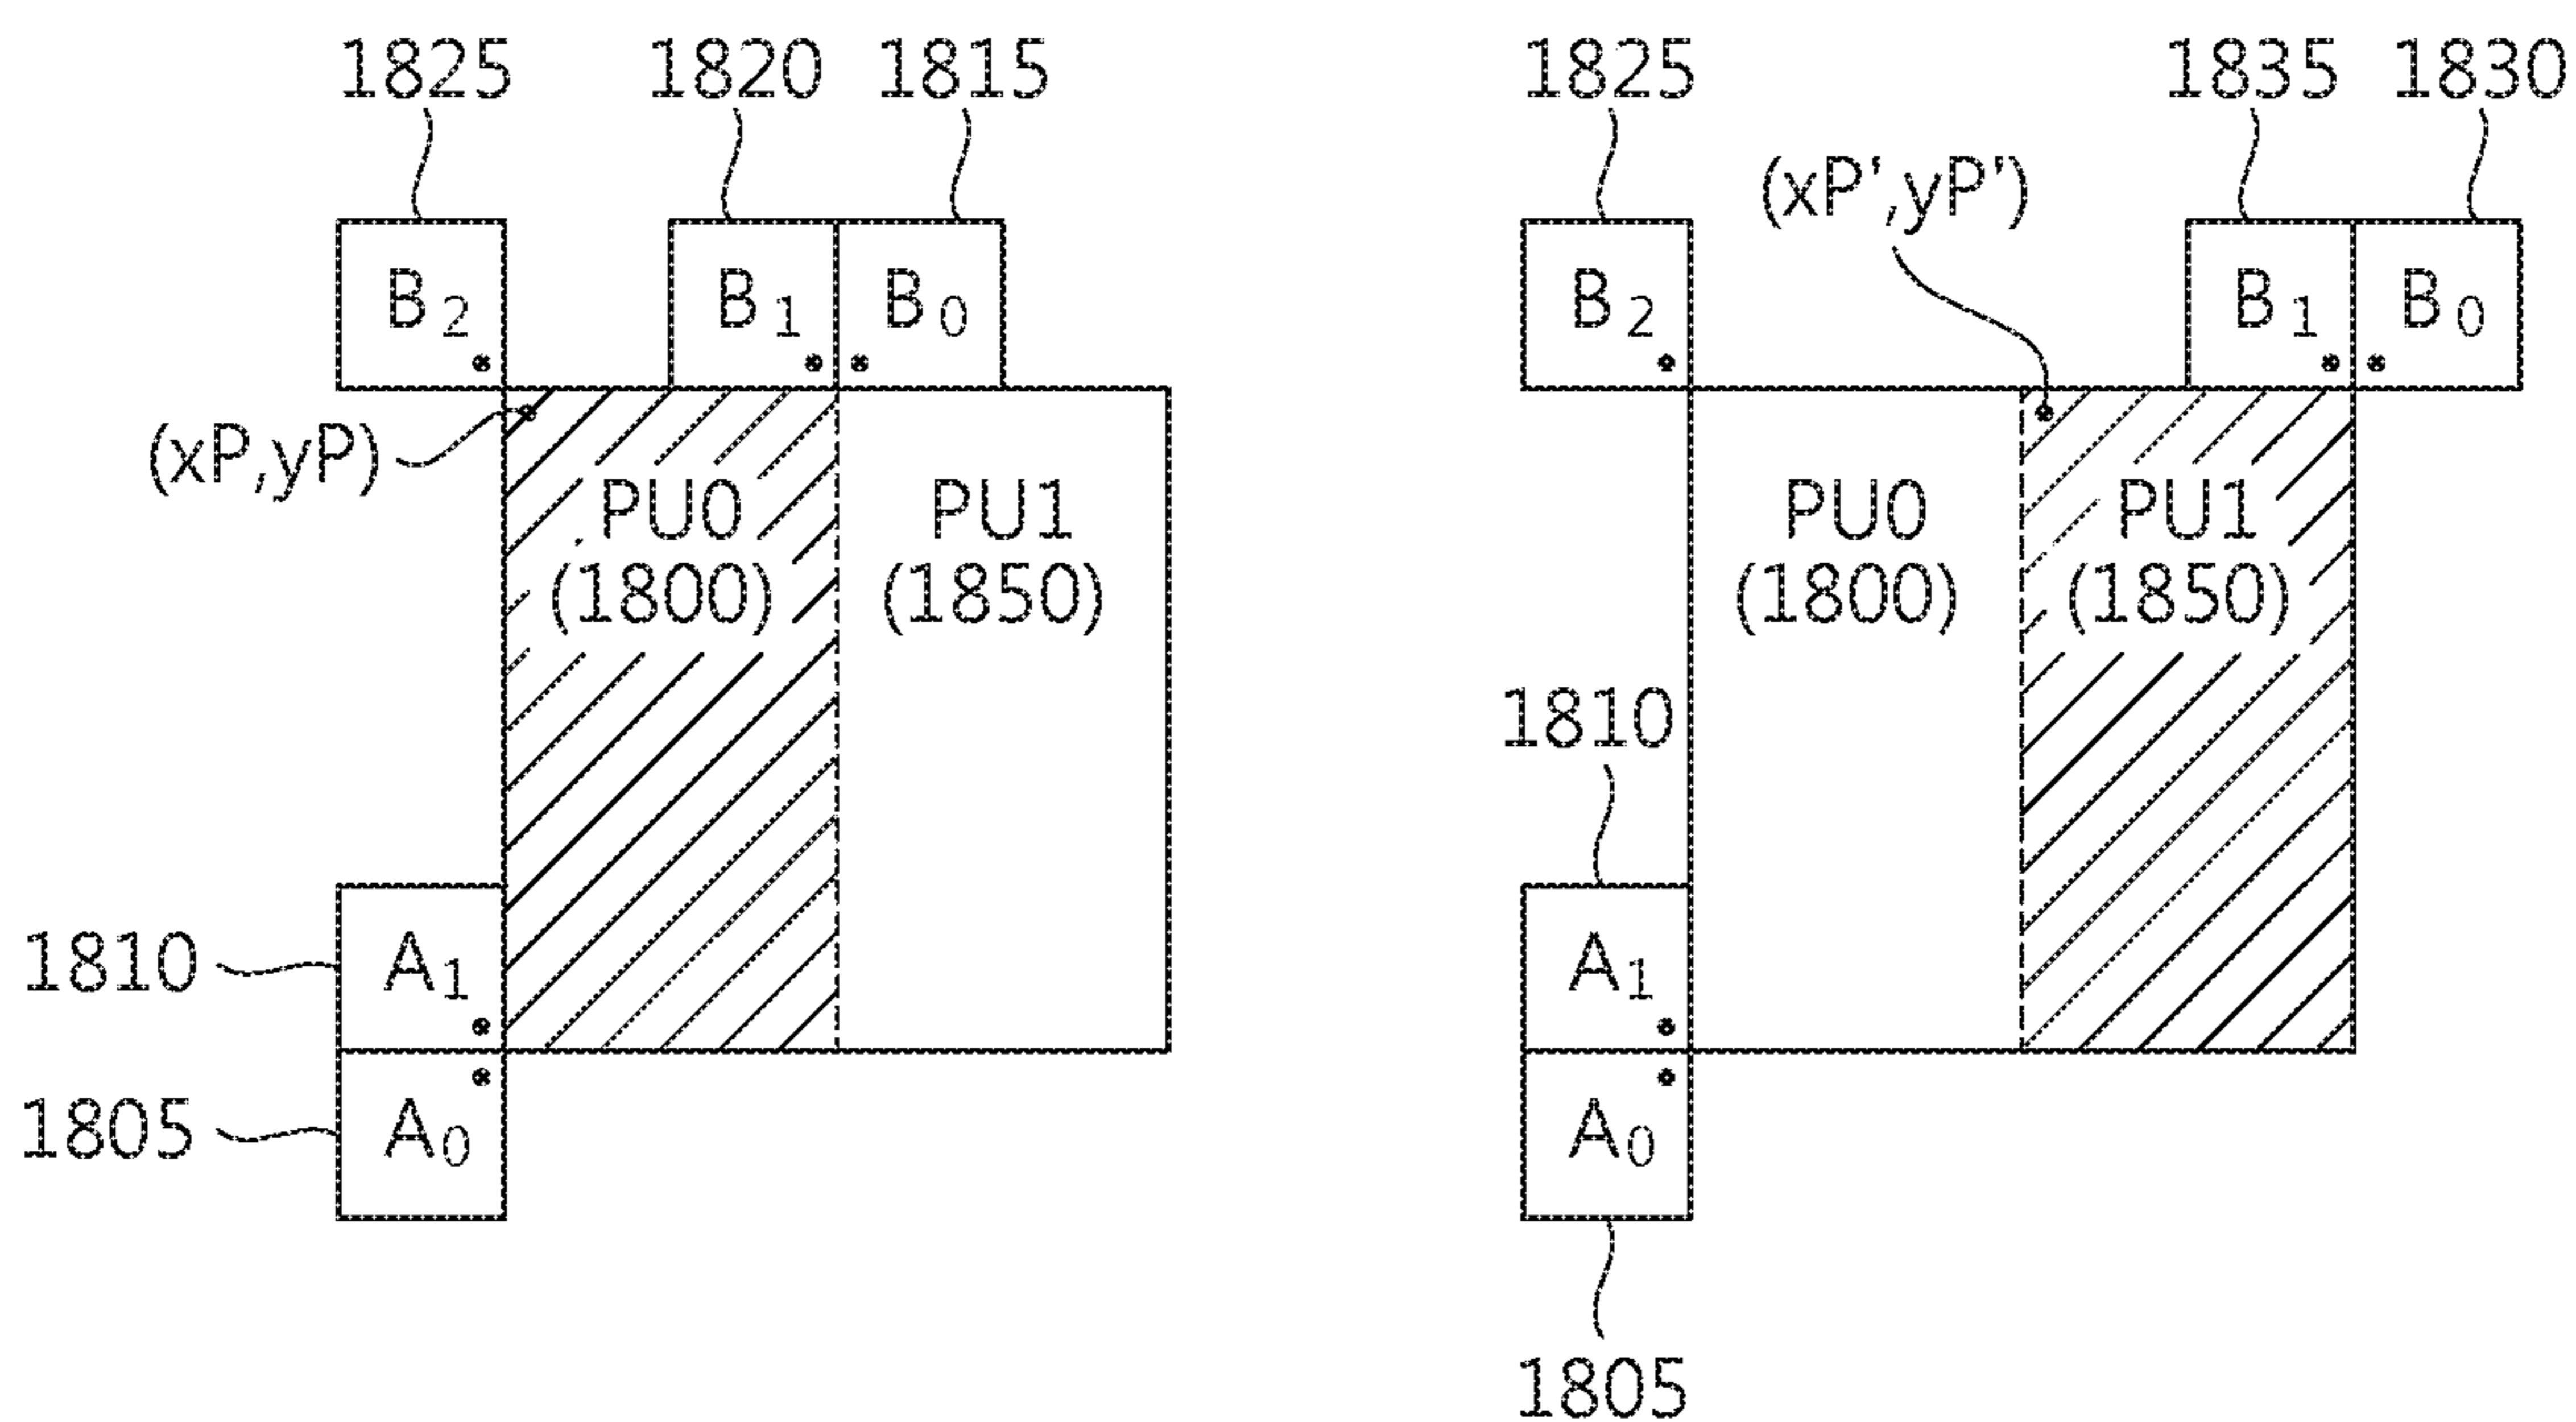 1825 1820 1815
B2 B1 B0
(xP,yP)
PU0 PU1
(1800) (1850)
1810 A1
1805 A0
1825 1835 1830
(xP',yP')
B2 B1 B0
PU0 PU1
(1800) (1850)
1810
A1
A0
1805